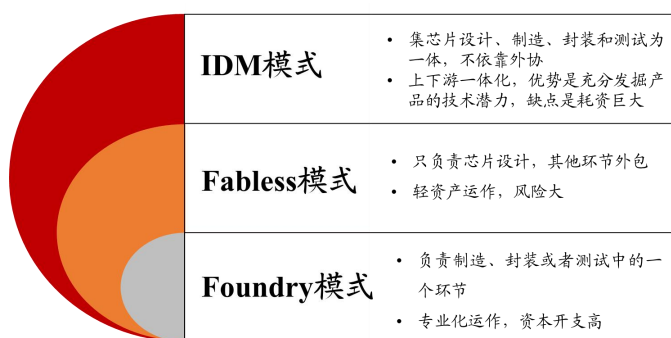 IDM模式
• 集芯片设计、制造、封装和测试为
一体，不依靠外协
• 上下游一体化，优势是充分发掘产
品的技术潜力，缺点是耗资巨大
Fabless模式
• 只负责芯片设计，其他环节外包
• 轻资产运作，风险大
Foundry模式
• 负责制造、封装或者测试中的一
个环节
• 专业化运作，资本开支高